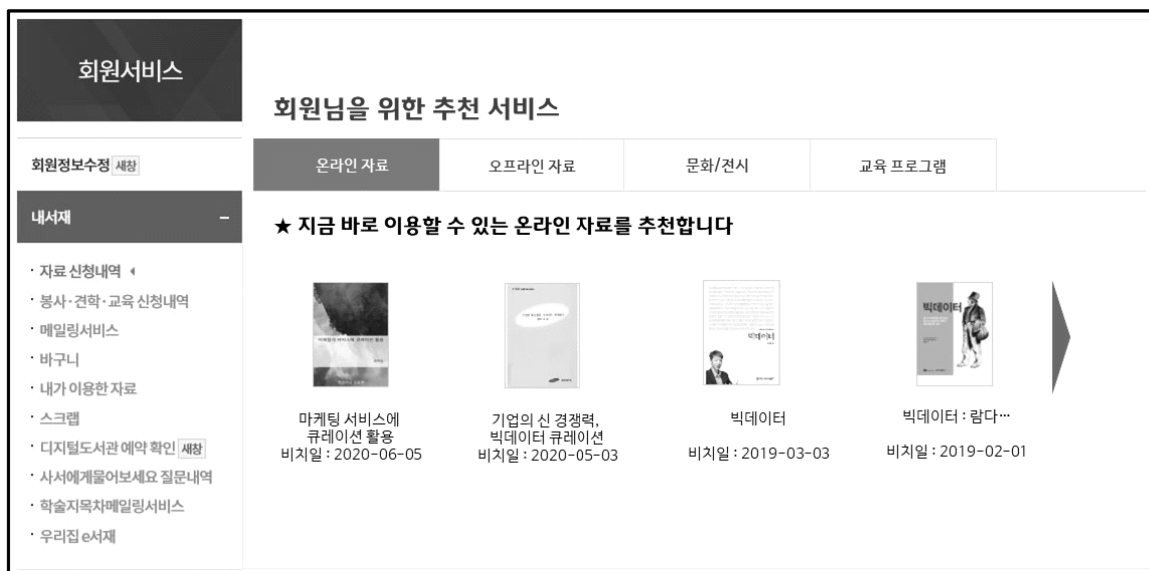 회원서비스
회원정보수정 새창
내서재 −
· 자료 신청내역
· 봉사·견학·교육 신청내역
· 메일링서비스
· 바구니
· 내가 이용한 자료
· 스크랩
· 디지털도서관 예약 확인 새창
· 사서에게물어보세요 질문내역
· 학술지목차메일링서비스
· 우리집 e서재
회원님을 위한 추천 서비스
온라인 자료 오프라인 자료 문화/전시 교육 프로그램
★ 지금 바로 이용할 수 있는 온라인 자료를 추천합니다
빅데이터
빅데이터
마케팅 서비스에
큐레이션 활용
비치일 : 2020-06-05
기업의 신 경쟁력,
빅데이터 큐레이션
비치일 : 2020-05-03
빅데이터
비치일 : 2019-03-03
빅데이터 : 람다…
비치일 : 2019-02-01